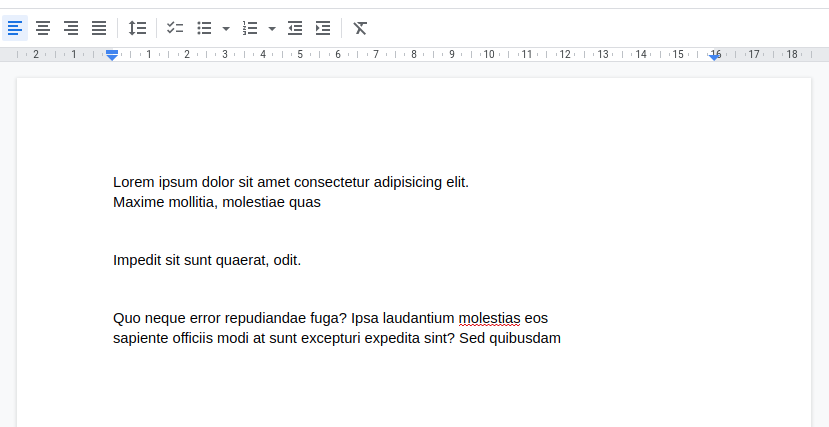 2 1 1 2 3 4 5 6 7 8 9 10 11 12 13 14 15 16 17 18
Lorem ipsum dolor sit amet consectetur adipisicing elit.
Maxime mollitia, molestiae quas
Impedit sit sunt quaerat, odit.
Quo neque error repudiandae fuga? Ipsa laudantium molestias eos
sapiente officiis modi at sunt excepturi expedita sint? Sed quibusdam